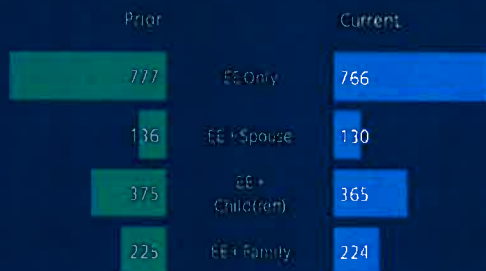 Prior Current
777 EE Only 766
136 EE + Spouse 130
375 EE + Child(ren) 365
225 EE + Family 224